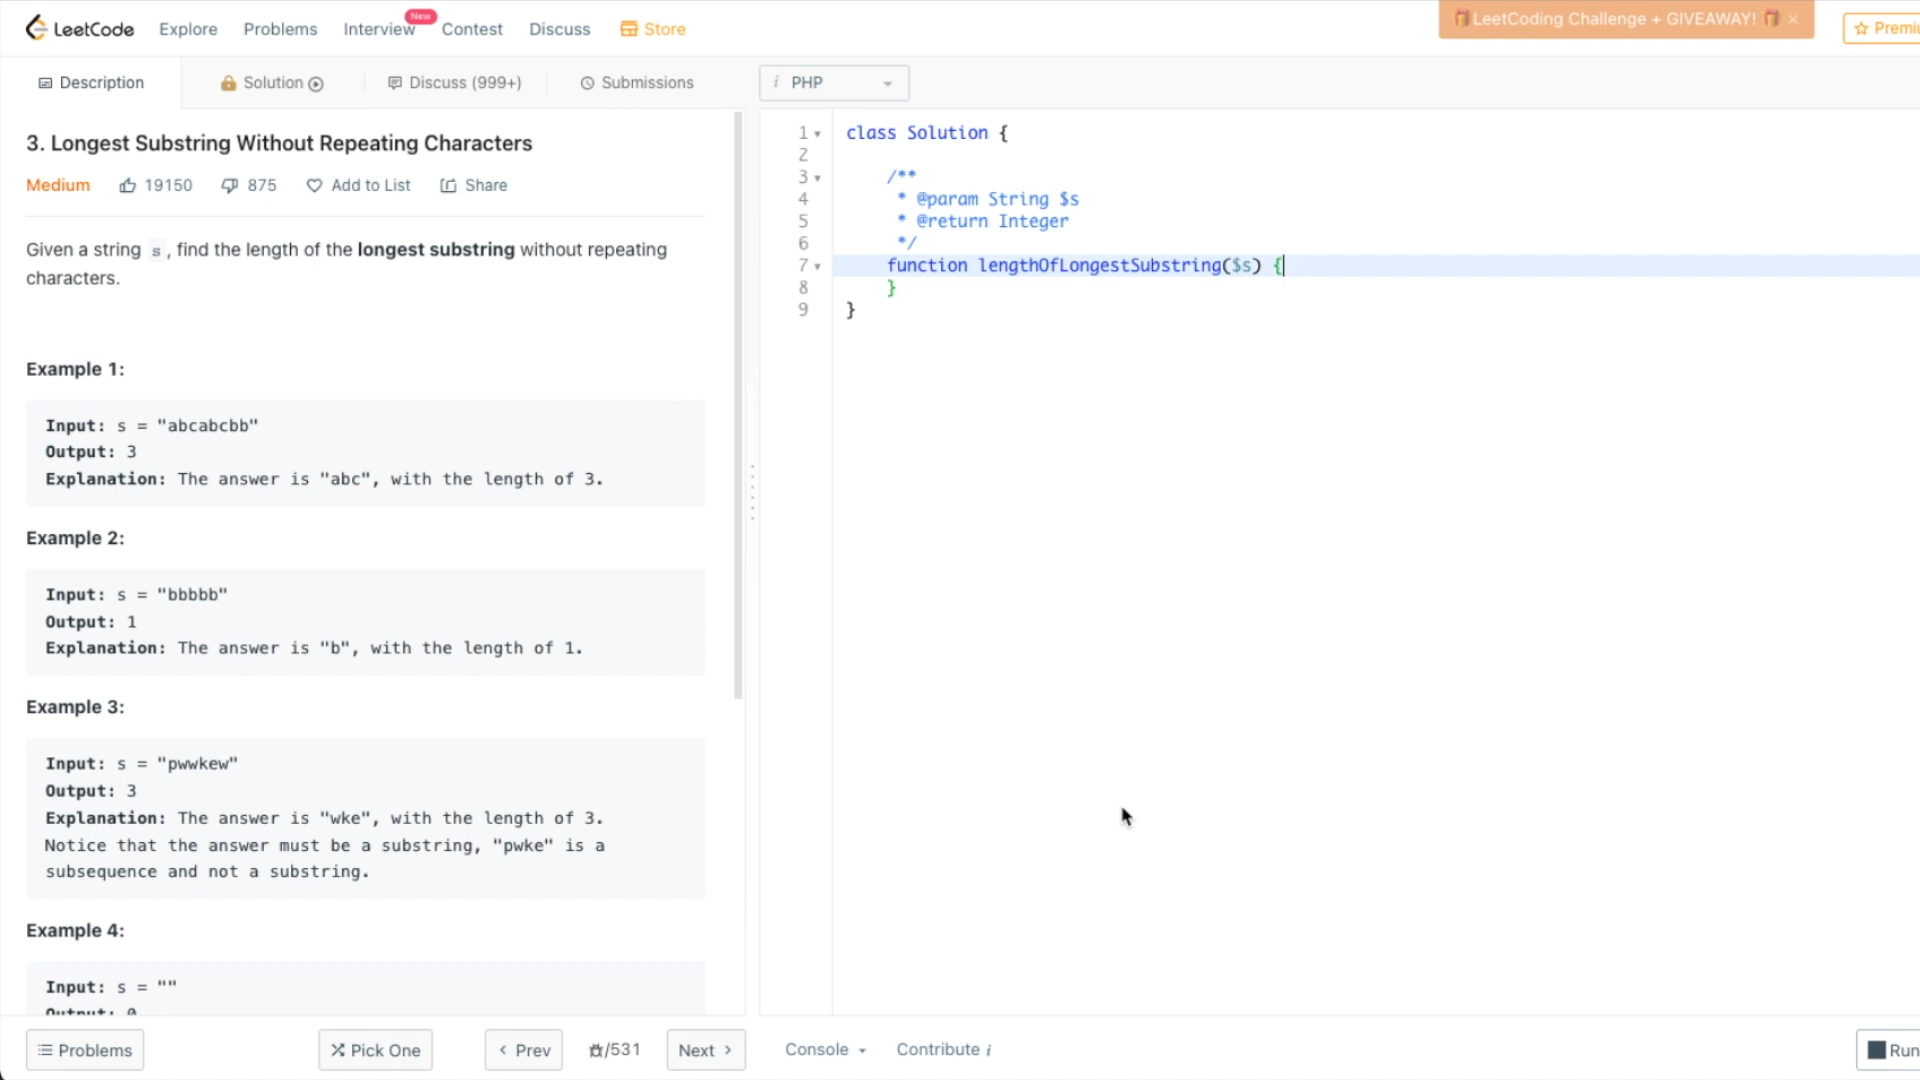 LeetCode Explore Problems Interview New Contest Discuss Store LeetCoding Challenge + GIVEAWAY! ×
Description Solution Discuss (999+) Submissions i PHP
3. Longest Substring Without Repeating Characters
Medium 19150 875 Add to List Share
Given a string s, find the length of the longest substring without repeating
characters.
Example 1:
Input: s = "abcabcbb"
Output: 3
Explanation: The answer is "abc", with the length of 3.
Example 2:
Input: s = "bbbbb"
Output: 1
Explanation: The answer is "b", with the length of 1.
Example 3:
Input: s = "pwwkew"
Output: 3
Explanation: The answer is "wke", with the length of 3.
Notice that the answer must be a substring, "pwke" is a
subsequence and not a substring.
Example 4:
Input: s = ""
Output: 0
1 class Solution {
2
3 /**
4 * @param String $s
5 * @return Integer
6 */
7 function lengthOfLongestSubstring($s) {
8 }
9 }
Problems Pick One < Prev /531 Next > Console Contribute i Run